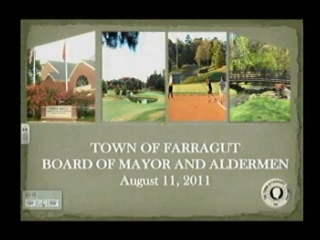 TOWN OF FARRAGUT
BOARD OF MAYOR AND ALDERMEN
August 11, 2011